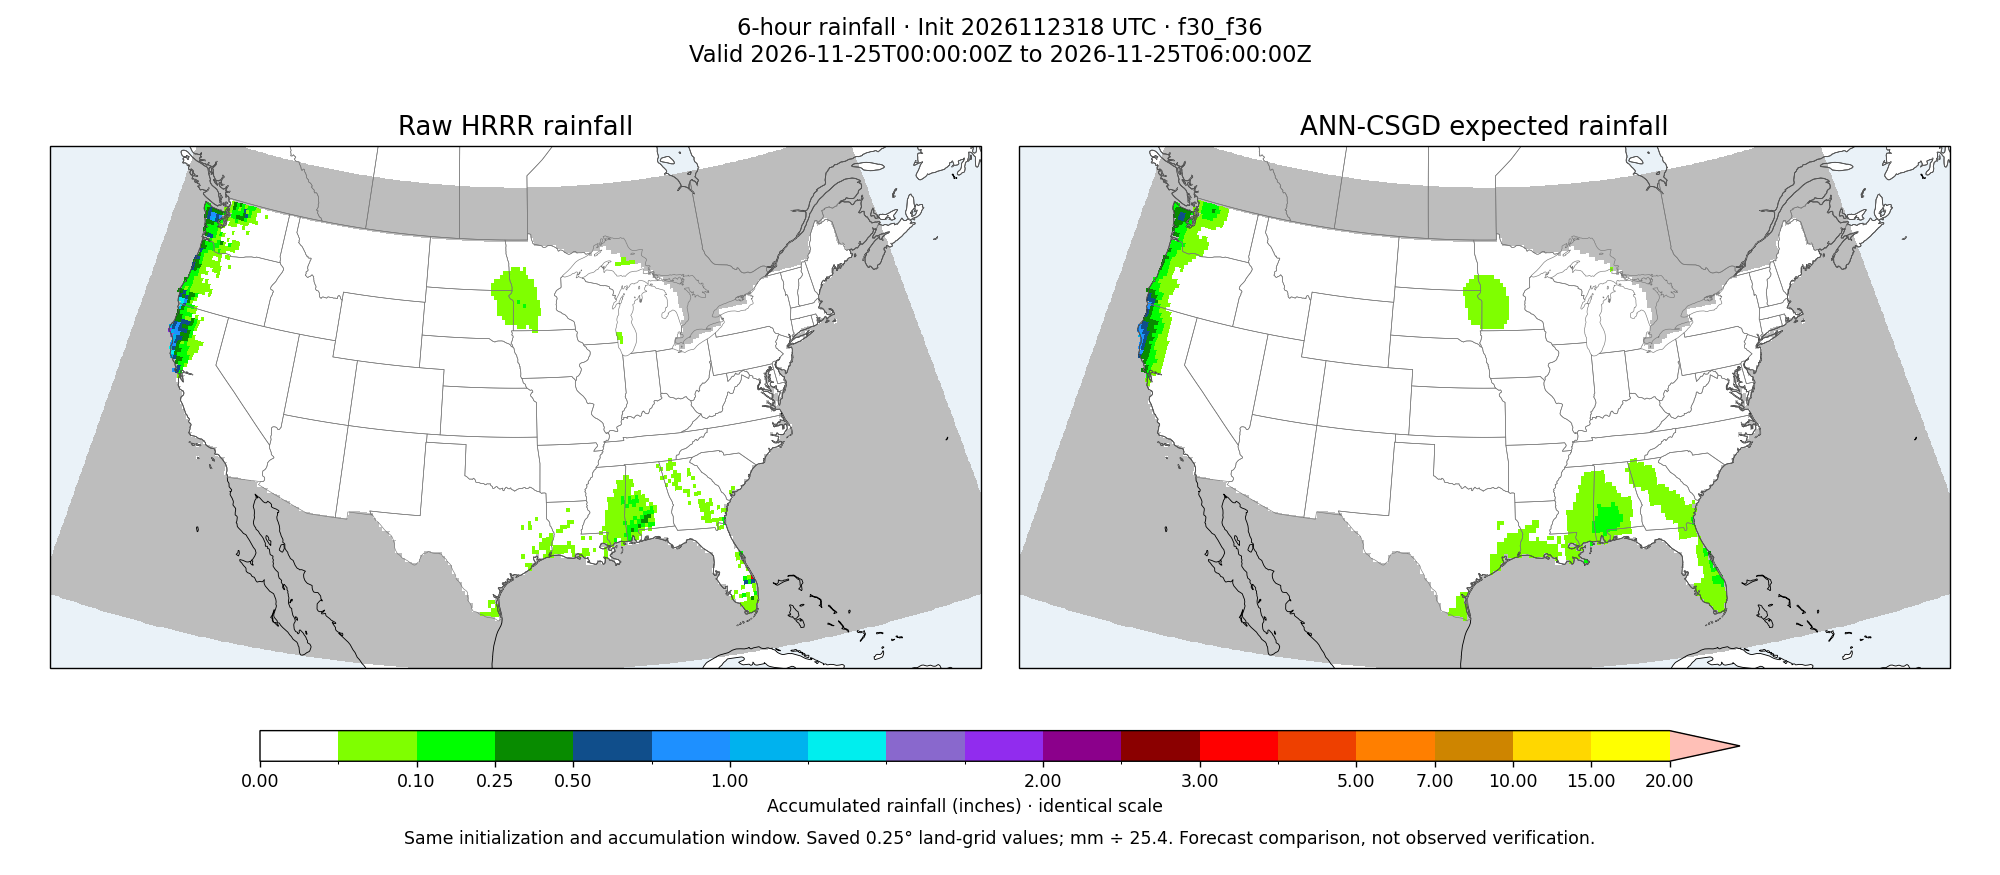 6-hour rainfall · Init 2026112318 UTC · f30_f36
Valid 2026-11-25T00:00:00Z to 2026-11-25T06:00:00Z
Raw HRRR rainfall
ANN-CSGD expected rainfall
0.00 0.10 0.25 0.50 1.00 2.00 3.00 5.00 7.00 10.00 15.00 20.00
Accumulated rainfall (inches) · identical scale
Same initialization and accumulation window. Saved 0.25° land-grid values; mm ÷ 25.4. Forecast comparison, not observed verification.